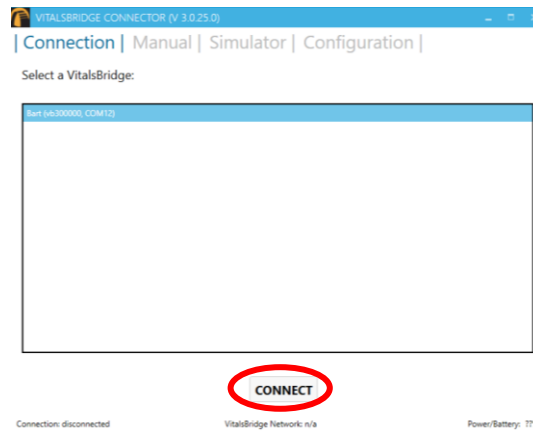 VITALSBRIDGE CONNECTOR (V 3.0.25.0)
| Connection | Manual | Simulator | Configuration |
Select a VitalsBridge:
Bart (vb300000, COM12)
CONNECT
Connection: disconnected VitalsBridge Network: n/a Power/Battery: ??